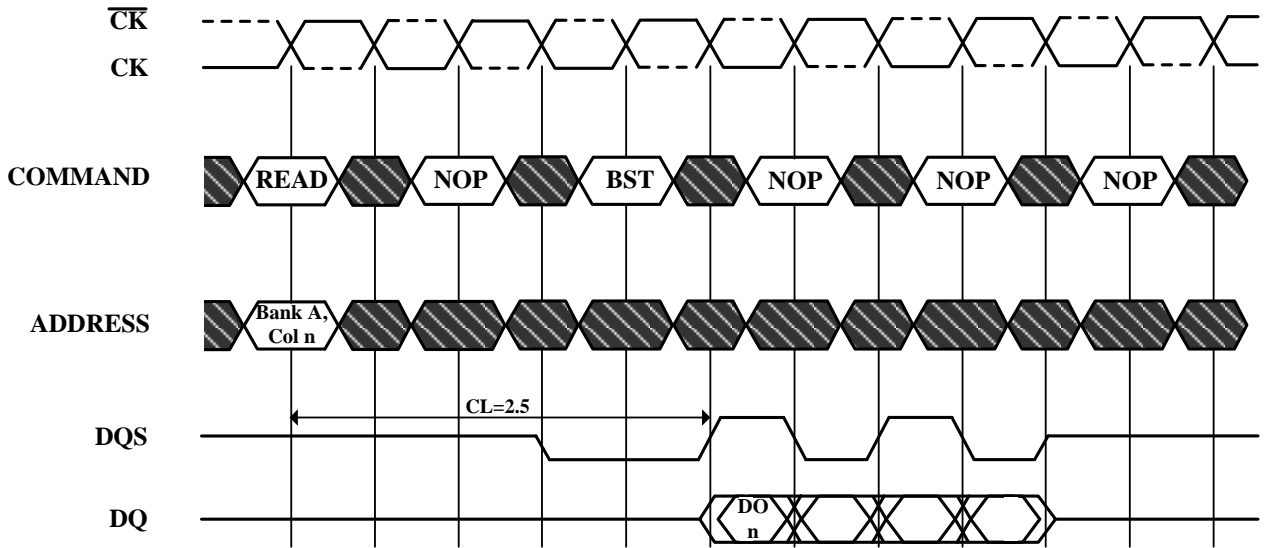 CK
CK
COMMAND READ NOP BST NOP NOP NOP
ADDRESS Bank A,
Col n
CL=2.5
DQS
DQ DO
n